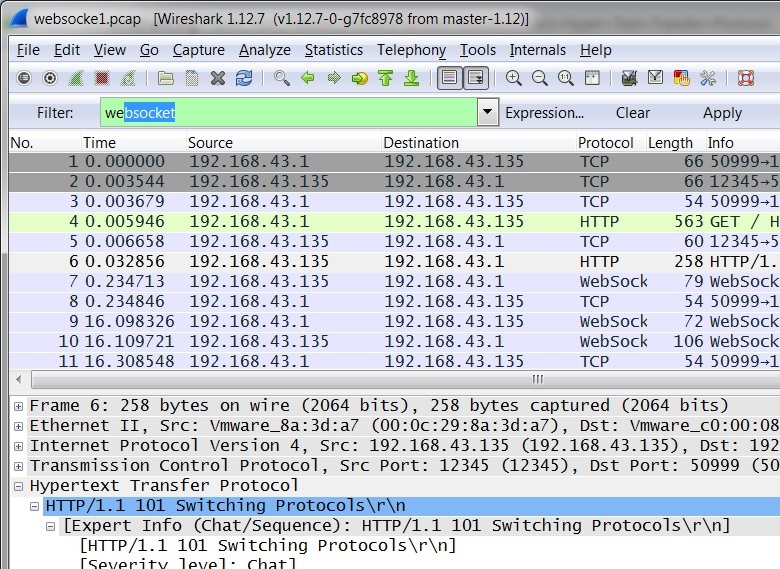 websocke1.pcap [Wireshark 1.12.7 (v1.12.7-0-g7fc8978 from master-1.12)]
File Edit View Go Capture Analyze Statistics Telephony Tools Internals Help
Filter: websocket Expression... Clear Apply
No. Time Source Destination Protocol Length Info
1 0.000000 192.168.43.1 192.168.43.135 TCP 66 50999→1
2 0.003544 192.168.43.135 192.168.43.1 TCP 66 12345→5
3 0.003679 192.168.43.1 192.168.43.135 TCP 54 50999→1
4 0.005946 192.168.43.1 192.168.43.135 HTTP 563 GET / H
5 0.006658 192.168.43.135 192.168.43.1 TCP 60 12345→5
6 0.032856 192.168.43.135 192.168.43.1 HTTP 258 HTTP/1.
7 0.234713 192.168.43.135 192.168.43.1 WebSock 79 WebSock
8 0.234846 192.168.43.1 192.168.43.135 TCP 54 50999→1
9 16.098326 192.168.43.1 192.168.43.135 WebSock 72 WebSock
10 16.109721 192.168.43.135 192.168.43.1 WebSock 106 WebSock
11 16.308548 192.168.43.1 192.168.43.135 TCP 54 50999→1
Frame 6: 258 bytes on wire (2064 bits), 258 bytes captured (2064 bits)
Ethernet II, Src: Vmware_8a:3d:a7 (00:0c:29:8a:3d:a7), Dst: Vmware_c0:00:08
Internet Protocol Version 4, Src: 192.168.43.135 (192.168.43.135), Dst: 192
Transmission Control Protocol, Src Port: 12345 (12345), Dst Port: 50999 (50
Hypertext Transfer Protocol
HTTP/1.1 101 Switching Protocols\r\n
[Expert Info (Chat/Sequence): HTTP/1.1 101 Switching Protocols\r\n]
[HTTP/1.1 101 Switching Protocols\r\n]
[Severity level: Chat]